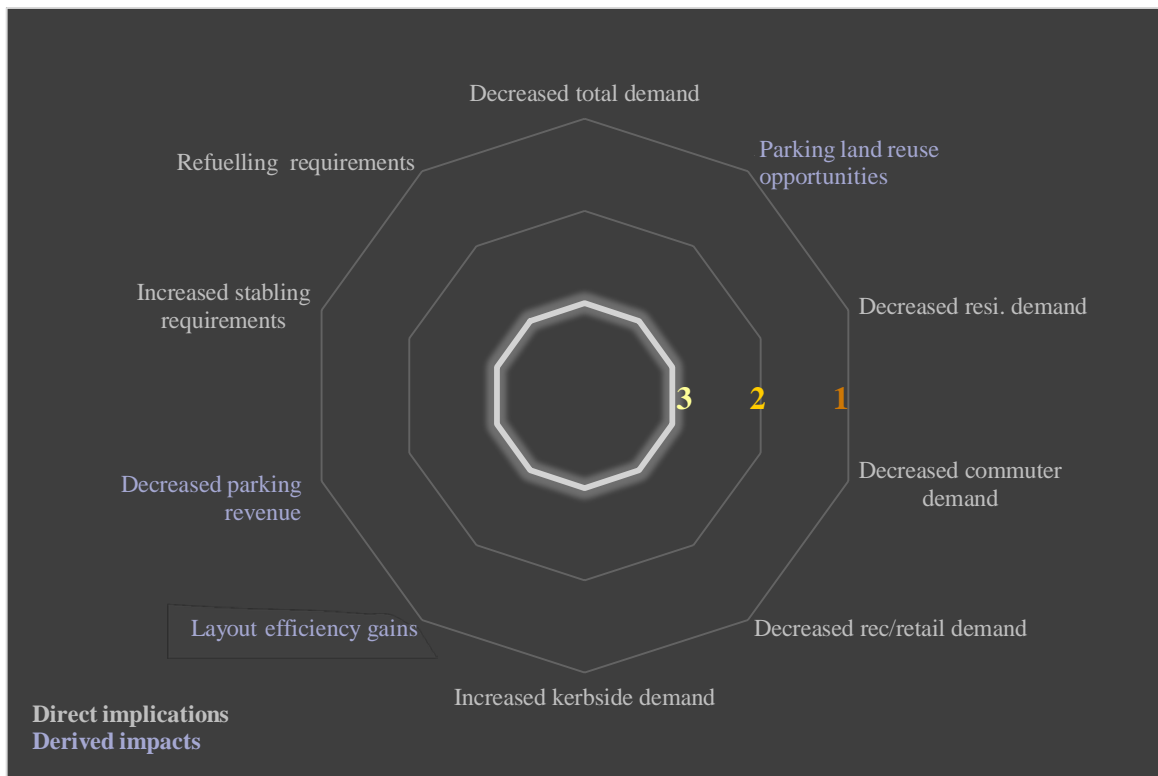 Decreased total demand
Refuelling requirements
Parking land reuse
opportunities
Increased stabling
requirements
Decreased resi. demand
3
2
1
Decreased parking
revenue
Decreased commuter
demand
Layout efficiency gains
Decreased rec/retail demand
Increased kerbside demand
Direct implications
Derived impacts